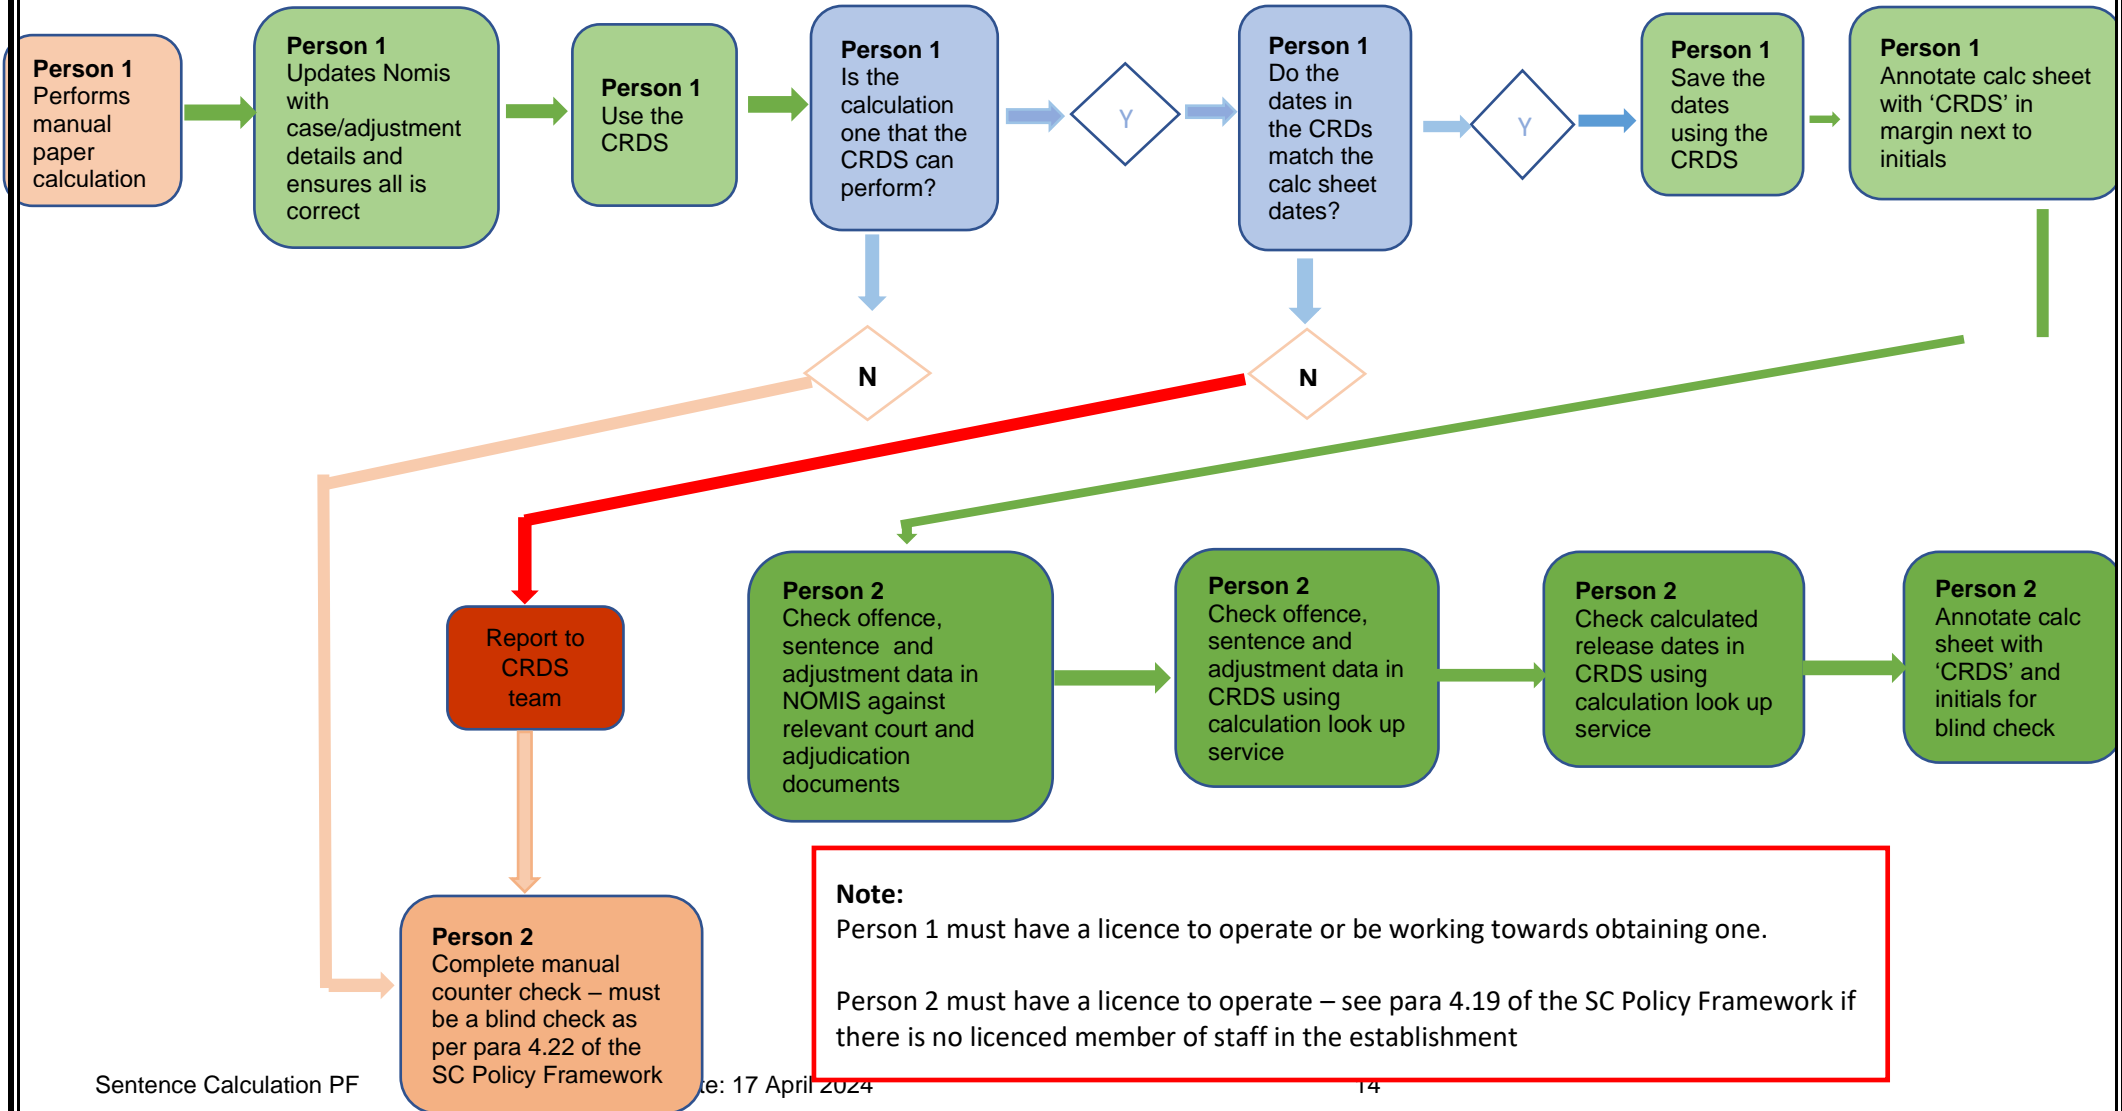 Person 1
Performs
manual
paper
calculation
Person 1
Updates Nomis
with
case/adjustment
details and
ensures all is
correct
Person 1
Use the
CRDS
Person 1
Is the
calculation
one that the
CRDS can
perform?
Y
Person 1
Do the
dates in
the CRDs
match the
calc sheet
dates?
Y
Person 1
Save the
dates
using the
CRDS
Person 1
Annotate calc sheet
with ‘CRDS’ in
margin next to
initials
N
N
Report to
CRDS
team
Person 2
Check offence,
sentence  and
adjustment data in
NOMIS against
relevant court and
adjudication
documents
Person 2
Check offence,
sentence and
adjustment data in
CRDS using
calculation look up
service
Person 2
Check calculated
release dates in
CRDS using
calculation look up
service
Person 2
Annotate calc
sheet with
‘CRDS’ and
initials for
blind check
Person 2
Complete manual
counter check – must
be a blind check as
per para 4.22 of the
SC Policy Framework
Note:
Person 1 must have a licence to operate or be working towards obtaining one.
Person 2 must have a licence to operate – see para 4.19 of the SC Policy Framework if
there is no licenced member of staff in the establishment
Sentence Calculation PF te: 17 April 2024 14